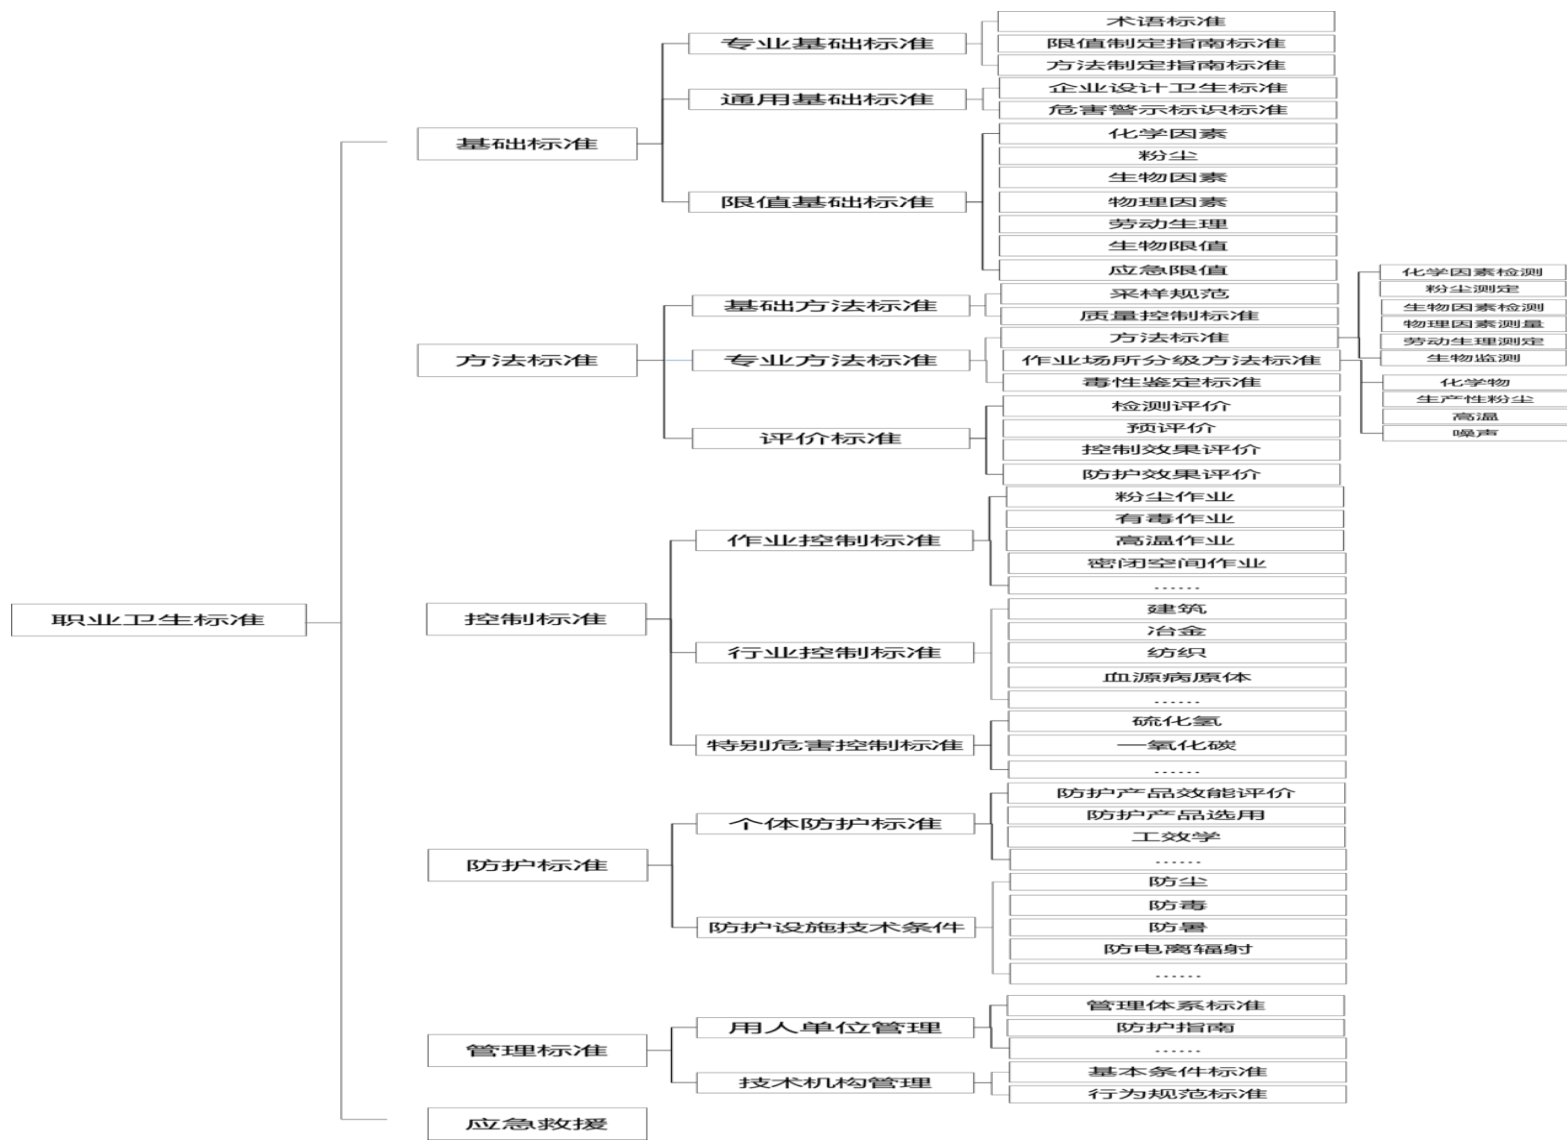 职业卫生标准
基础标准
专业基础标准
术语标准
限值制定指南标准
方法制定指南标准
通用基础标准
企业设计卫生标准
危害警示标识标准
限值基础标准
化学因素
粉尘
生物因素
物理因素
劳动生理
生物限值
应急限值
方法标准
基础方法标准
采样规范
质量控制标准
专业方法标准
方法标准
化学因素检测
粉尘测定
生物因素检测
物理因素测量
劳动生理测定
生物监测
作业场所分级方法标准
化学物
生产性粉尘
高温
噪声
毒性鉴定标准
评价标准
检测评价
预评价
控制效果评价
防护效果评价
控制标准
作业控制标准
粉尘作业
有毒作业
高温作业
密闭空间作业
……
行业控制标准
建筑
冶金
纺织
血源病原体
……
特别危害控制标准
硫化氢
一氧化碳
……
防护标准
个体防护标准
防护产品效能评价
防护产品选用
工效学
……
防护设施技术条件
防尘
防毒
防暑
防电离辐射
……
管理标准
用人单位管理
管理体系标准
防护指南
……
技术机构管理
基本条件标准
行为规范标准
应急救援